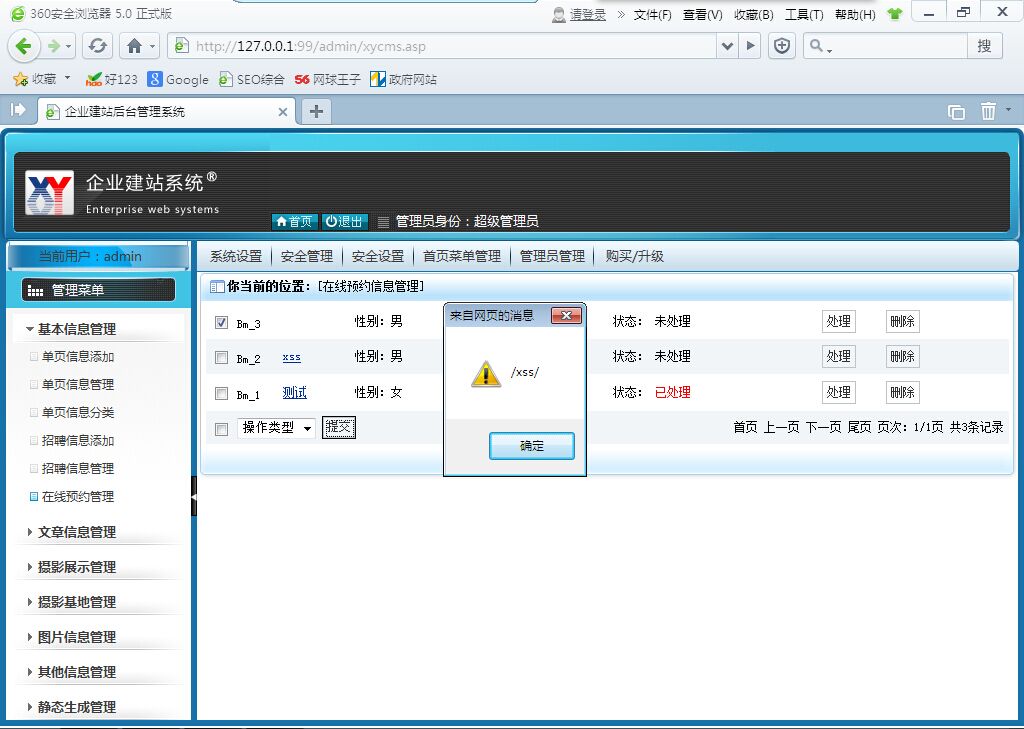 360安全浏览器 5.0 正式版
请登录 » 文件(F) 查看(V) 收藏(B) 工具(T) 帮助(H)
http://127.0.0.1:99/admin/xycms.asp
搜
收藏 好123 Google SEO综合 56 网球王子 政府网站
企业建站后台管理系统
XY 企业建站系统®
Enterprise web systems
首页 退出 管理员身份：超级管理员
当前用户：admin
系统设置 安全管理 安全设置 首页菜单管理 管理员管理 购买/升级
管理菜单
你当前的位置：[在线预约信息管理]
基本信息管理
单页信息添加
单页信息管理
单页信息分类
招聘信息添加
招聘信息管理
在线预约管理
文章信息管理
摄影展示管理
摄影基地管理
图片信息管理
其他信息管理
静态生成管理
Bm_3 性别：男 状态： 未处理 处理 删除
Bm_2 xss 性别：男 状态： 未处理 处理 删除
Bm_1 测试 性别：女 状态： 已处理 处理 删除
操作类型 提交 首页 上一页 下一页 尾页 页次：1/1页 共3条记录
来自网页的消息
/xss/
确定